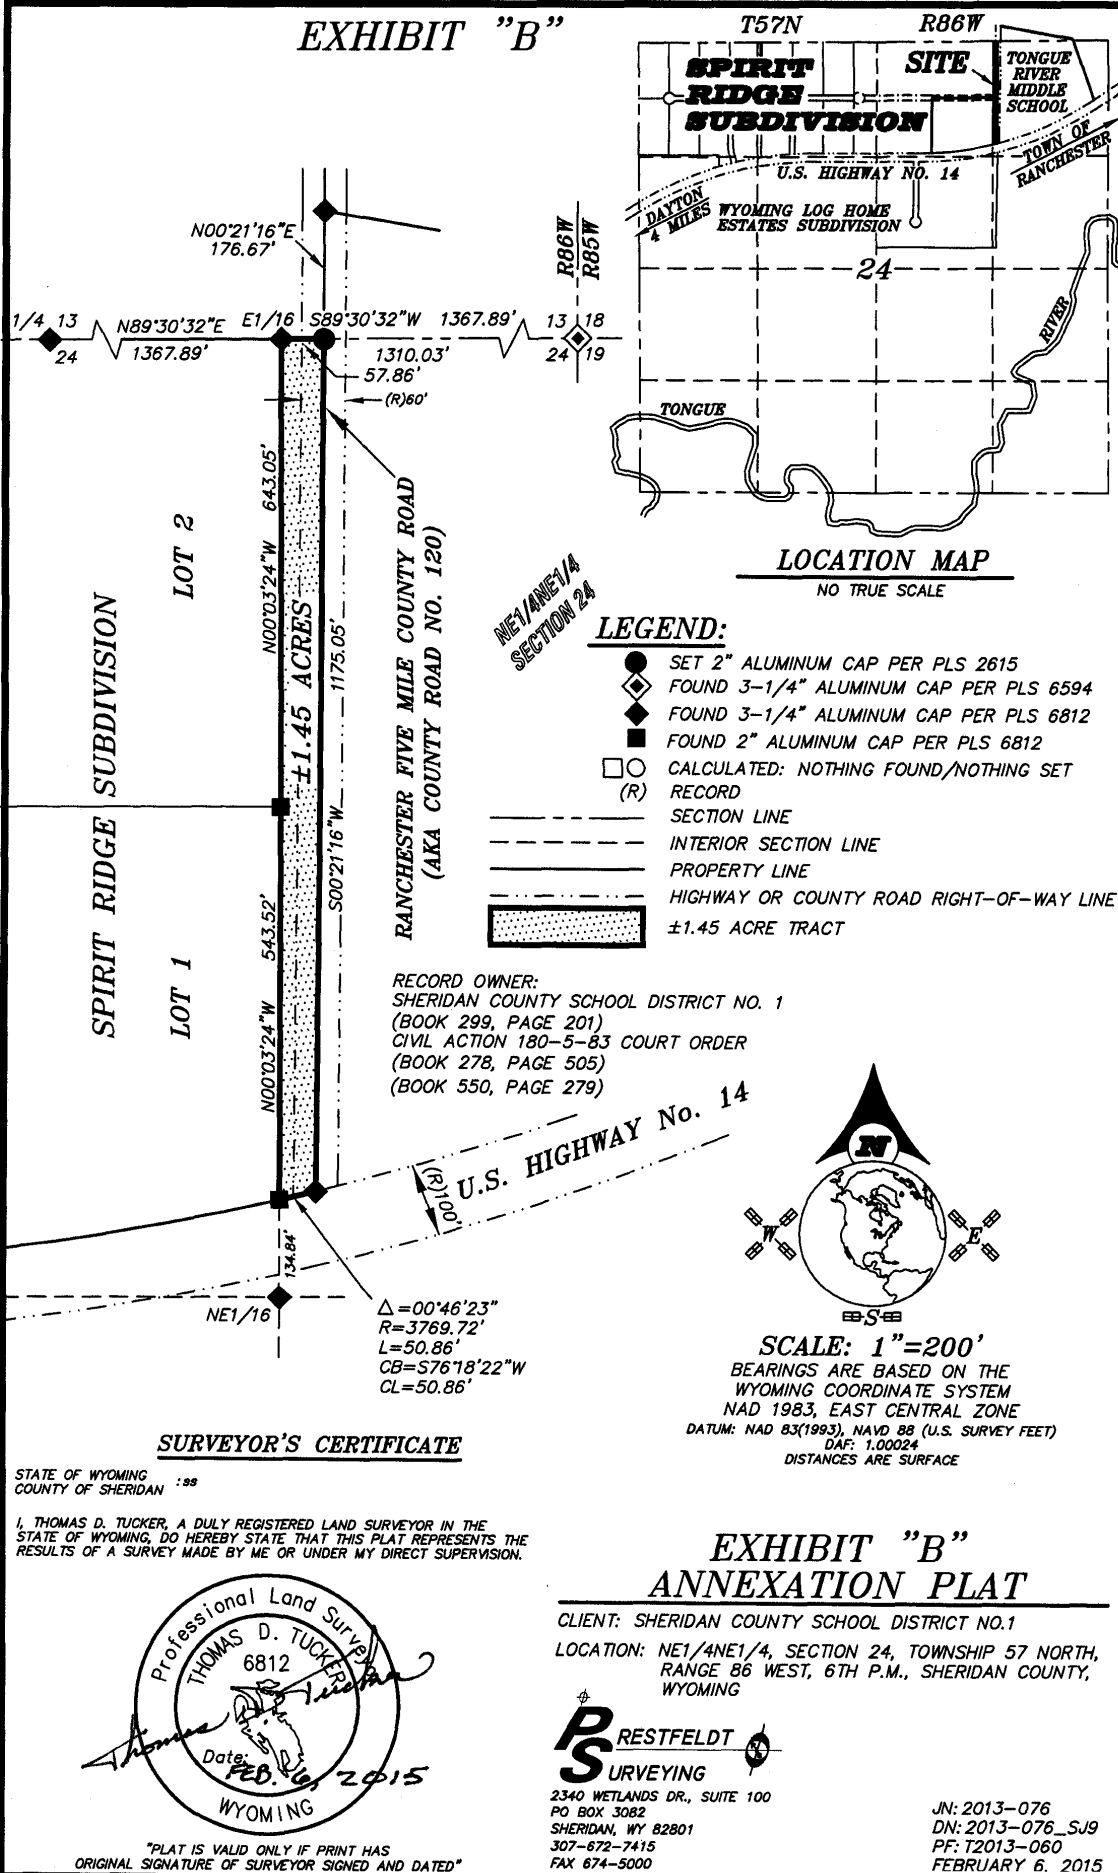 EXHIBIT "B"
T57N
R86W
SPIRIT
RIDGE
SUBDIVISION
SITE
TONGUE
RIVER
MIDDLE
SCHOOL
TOWN OF
RANCHESTER
U.S. HIGHWAY NO. 14
DAYTON
4 MILES
WYOMING LOG HOME
ESTATES SUBDIVISION
24
RIVER
TONGUE
LOCATION MAP
NO TRUE SCALE
N00°21'16"E
176.67'
R86W
R85W
1/4
13
24
N89°30'32"E
1367.89'
E1/16
S89°30'32"W
1367.89'
1310.03'
57.86'
(R)60'
13
18
24
19
N00°03'24"W 643.05'
LOT 2
±1.45 ACRES
S00°21'16"W 1175.05'
RANCHESTER FIVE MILE COUNTY ROAD
(AKA COUNTY ROAD NO. 120)
NE1/4NE1/4
SECTION 24
SPIRIT RIDGE SUBDIVISION
LOT 1
N00°03'24"W 543.52'
LEGEND:
SET 2" ALUMINUM CAP PER PLS 2615
FOUND 3-1/4" ALUMINUM CAP PER PLS 6594
FOUND 3-1/4" ALUMINUM CAP PER PLS 6812
FOUND 2" ALUMINUM CAP PER PLS 6812
CALCULATED: NOTHING FOUND/NOTHING SET
(R) RECORD
SECTION LINE
INTERIOR SECTION LINE
PROPERTY LINE
HIGHWAY OR COUNTY ROAD RIGHT-OF-WAY LINE
±1.45 ACRE TRACT
RECORD OWNER:
SHERIDAN COUNTY SCHOOL DISTRICT NO. 1
(BOOK 299, PAGE 201)
CIVIL ACTION 180-5-83 COURT ORDER
(BOOK 278, PAGE 505)
(BOOK 550, PAGE 279)
U.S. HIGHWAY No. 14
(R)100'
134.84'
NE1/16
Δ=00°46'23"
R=3769.72'
L=50.86'
CB=S76°18'22"W
CL=50.86'
N
W
E
S
SCALE: 1"=200'
BEARINGS ARE BASED ON THE
WYOMING COORDINATE SYSTEM
NAD 1983, EAST CENTRAL ZONE
DATUM: NAD 83(1993), NAVD 88 (U.S. SURVEY FEET)
DAF: 1.00024
DISTANCES ARE SURFACE
SURVEYOR'S CERTIFICATE
STATE OF WYOMING
COUNTY OF SHERIDAN :ss
I, THOMAS D. TUCKER, A DULY REGISTERED LAND SURVEYOR IN THE
STATE OF WYOMING, DO HEREBY STATE THAT THIS PLAT REPRESENTS THE
RESULTS OF A SURVEY MADE BY ME OR UNDER MY DIRECT SUPERVISION.
Professional Land Surveyor
THOMAS D. TUCKER
6812
Thomas Tucker
Date:
FEB. 6, 2015
WYOMING
"PLAT IS VALID ONLY IF PRINT HAS
ORIGINAL SIGNATURE OF SURVEYOR SIGNED AND DATED"
EXHIBIT "B"
ANNEXATION PLAT
CLIENT: SHERIDAN COUNTY SCHOOL DISTRICT NO.1
LOCATION: NE1/4NE1/4, SECTION 24, TOWNSHIP 57 NORTH,
RANGE 86 WEST, 6TH P.M., SHERIDAN COUNTY,
WYOMING
PRESTFELDT
SURVEYING
2340 WETLANDS DR., SUITE 100
PO BOX 3082
SHERIDAN, WY 82801
307-672-7415
FAX 674-5000
JN: 2013-076
DN: 2013-076_SJ9
PF: T2013-060
FEBRUARY 6, 2015